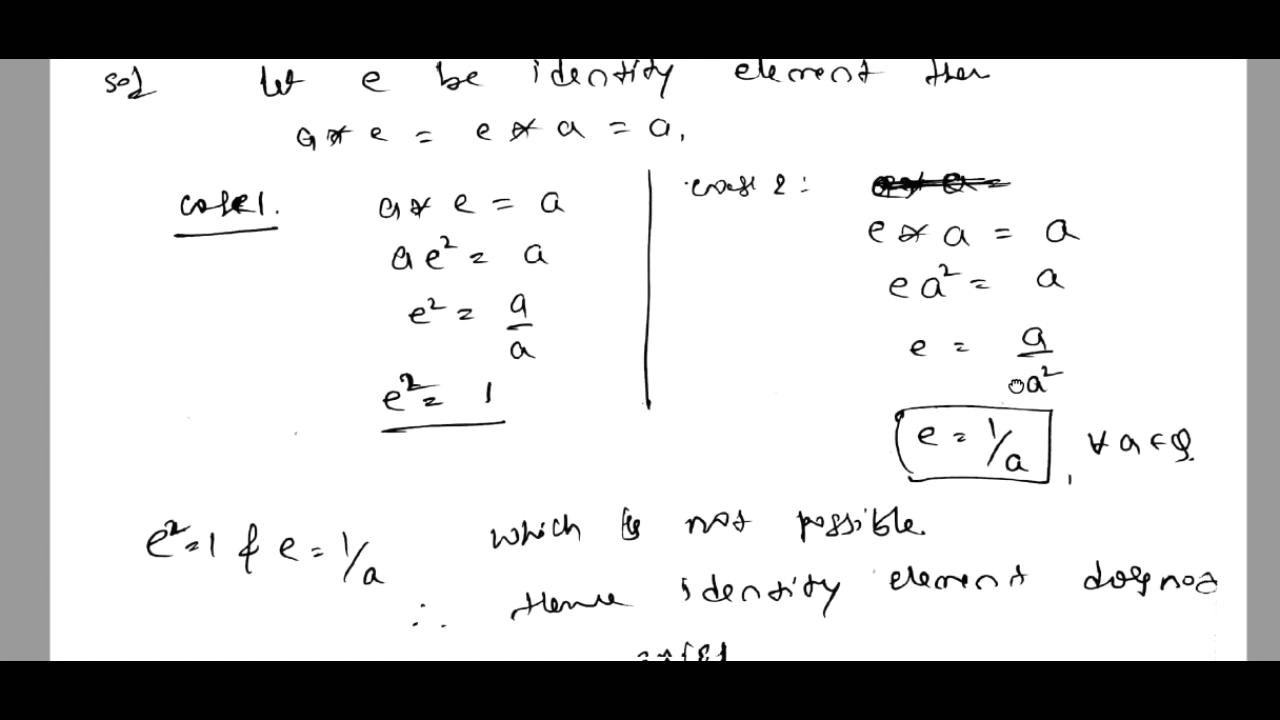 sol Let e be identity element then
a * e = e * a = a,
case 1. a * e = a
a e² = a
e² = a/a
e² = 1
case 2:
e * a = a
e a² = a
e = a/a²
e = 1/a, ∀ a ∈ Q
e² = 1 & e = 1/a which is not possible.
∴ Hence identity element does not